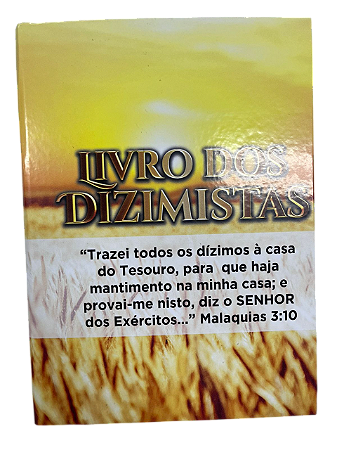 LIVRO DOS
DIZIMISTAS
“Trazei todos os dízimos à casa
do Tesouro, para que haja
mantimento na minha casa; e
provai-me nisto, diz o SENHOR
dos Exércitos...” Malaquias 3:10